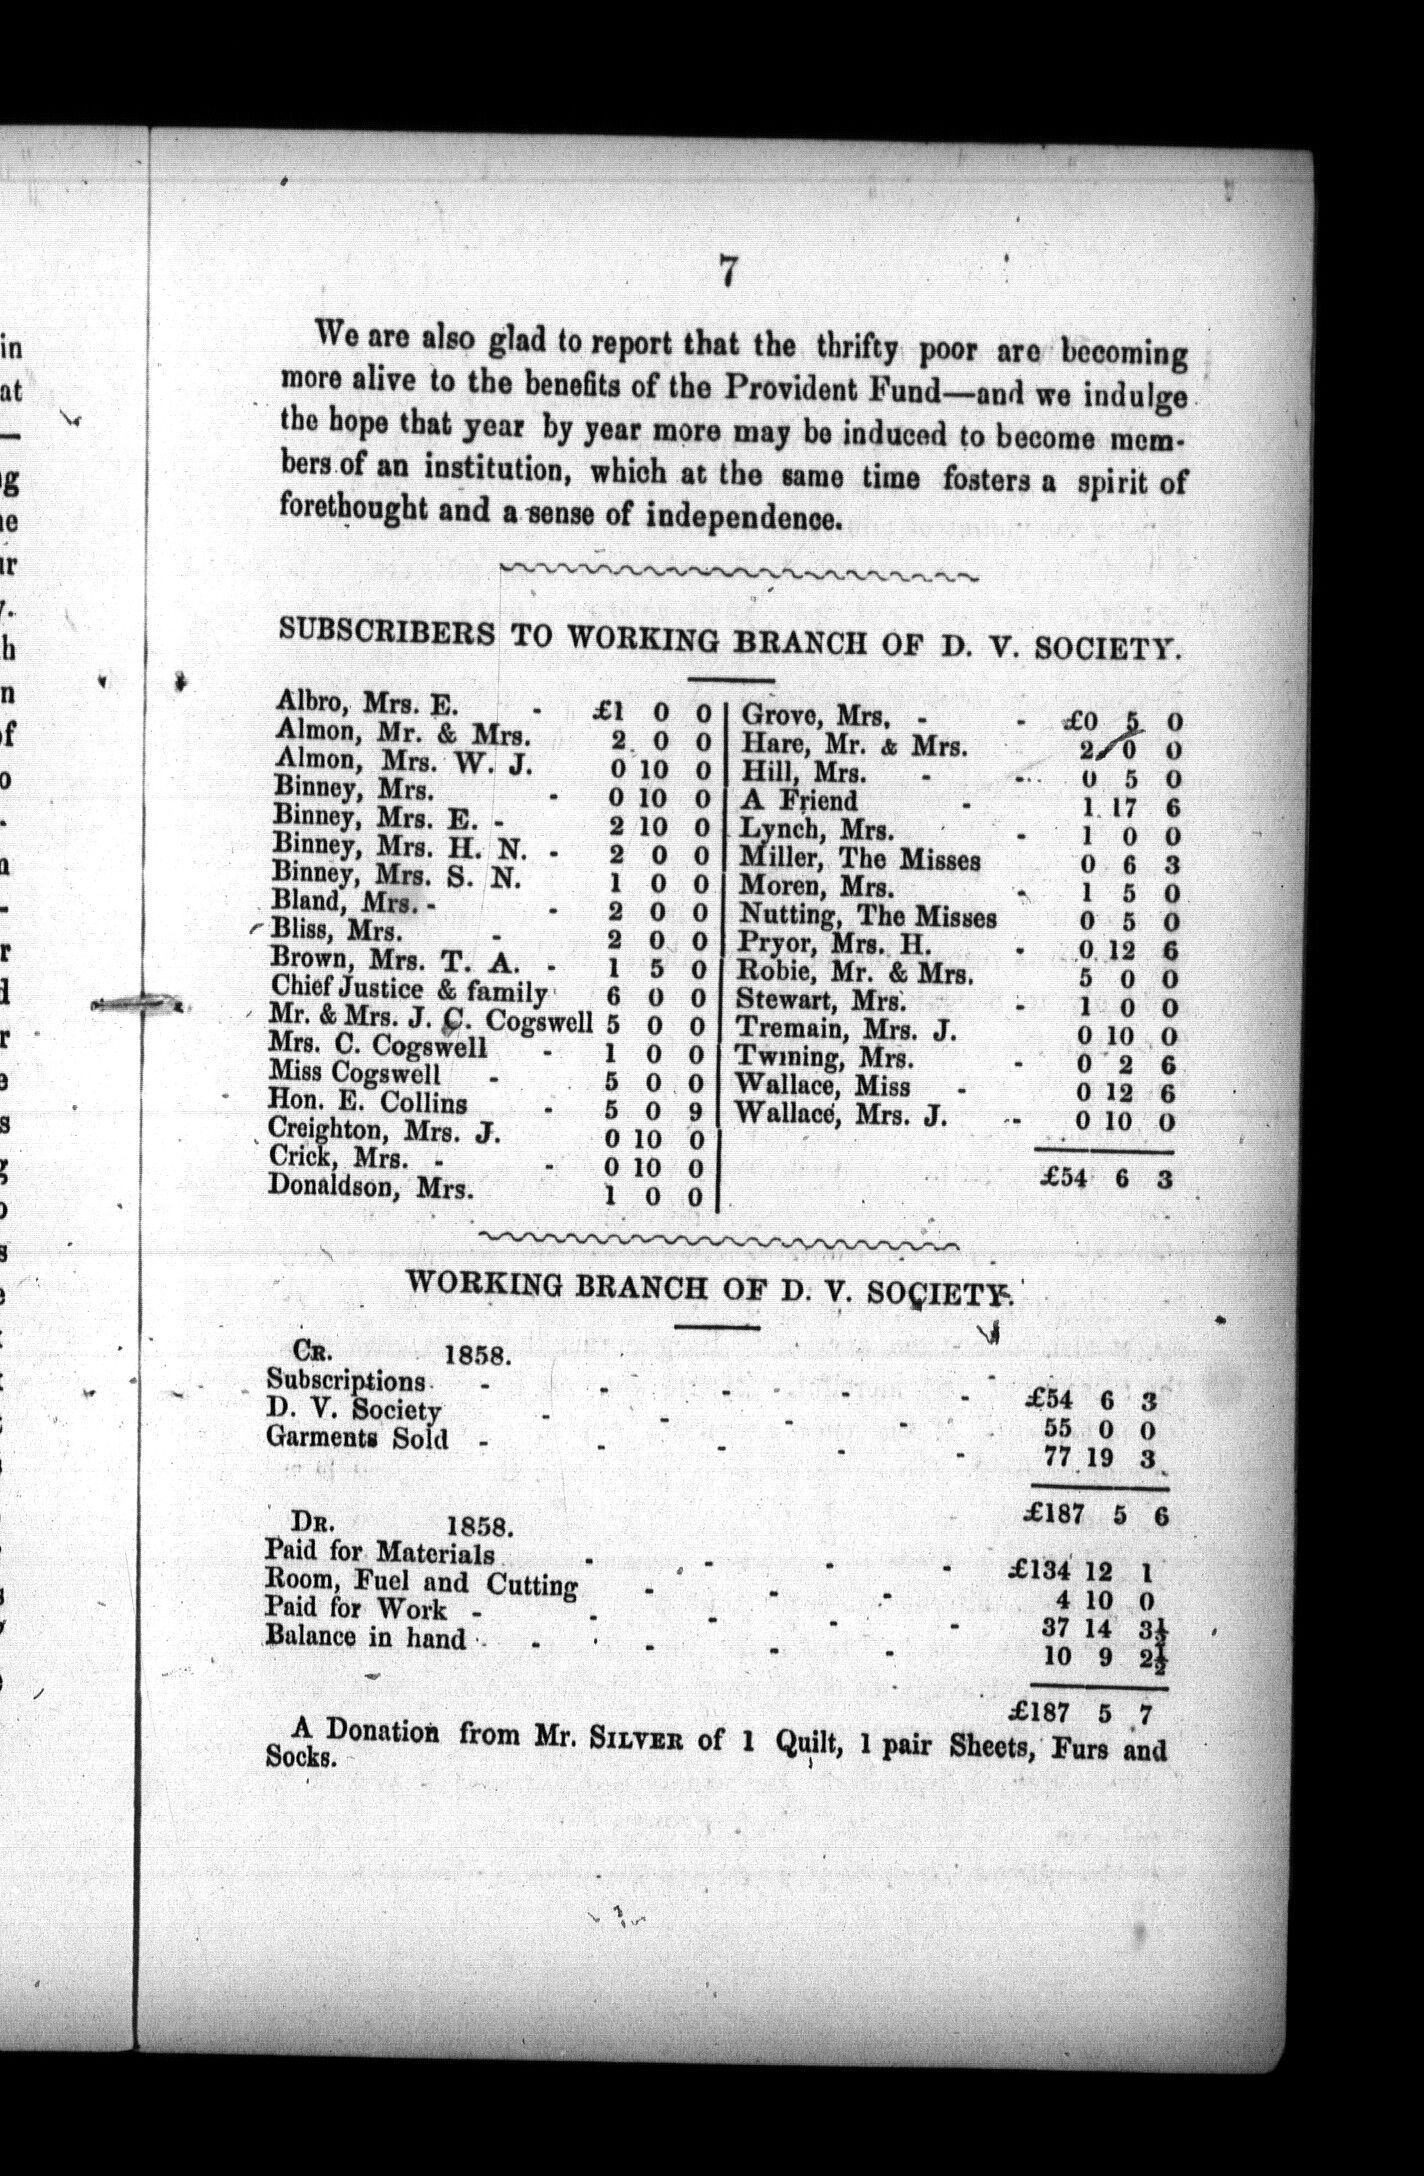 7
We are also glad to report that the thrifty poor are becoming
more alive to the benefits of the Provident Fund—and we indulge
the hope that year by year more may be induced to become mem-
bers of an institution, which at the same time fosters a spirit of
forethought and a sense of independence.
SUBSCRIBERS TO WORKING BRANCH OF D. V. SOCIETY.
Albro, Mrs. E. - £1 0 0
Almon, Mr. & Mrs. 2 0 0
Almon, Mrs. W. J. 0 10 0
Binney, Mrs. - 0 10 0
Binney, Mrs. E. - 2 10 0
Binney, Mrs. H. N. - 2 0 0
Binney, Mrs. S. N. 1 0 0
Bland, Mrs. - - 2 0 0
Bliss, Mrs. - 2 0 0
Brown, Mrs. T. A. - 1 5 0
Chief Justice & family 6 0 0
Mr. & Mrs. J. C. Cogswell 5 0 0
Mrs. C. Cogswell - 1 0 0
Miss Cogswell - 5 0 0
Hon. E. Collins - 5 0 9
Creighton, Mrs. J. 0 10 0
Crick, Mrs. - - 0 10 0
Donaldson, Mrs. 1 0 0
Grove, Mrs. - - £0 5 0
Hare, Mr. & Mrs. 2 0 0
Hill, Mrs. - - 0 5 0
A Friend - 1 17 6
Lynch, Mrs. - 1 0 0
Miller, The Misses 0 6 3
Moren, Mrs. - 1 5 0
Nutting, The Misses 0 5 0
Pryor, Mrs. H. - 0 12 6
Robie, Mr. & Mrs. 5 0 0
Stewart, Mrs. - 1 0 0
Tremain, Mrs. J. 0 10 0
Twining, Mrs. - 0 2 6
Wallace, Miss - 0 12 6
Wallace, Mrs. J. - 0 10 0
£54 6 3
WORKING BRANCH OF D. V. SOCIETY.
CR. 1858.
Subscriptions - - - - - £54 6 3
D. V. Society - - - - 55 0 0
Garments Sold - - - - - 77 19 3
£187 5 6
DR. 1858.
Paid for Materials - - - - £134 12 1
Room, Fuel and Cutting - - - 4 10 0
Paid for Work - - - - - 37 14 3½
Balance in hand - - - - - 10 9 2½
£187 5 7
A Donation from Mr. SILVER of 1 Quilt, 1 pair Sheets, Furs and
Socks.